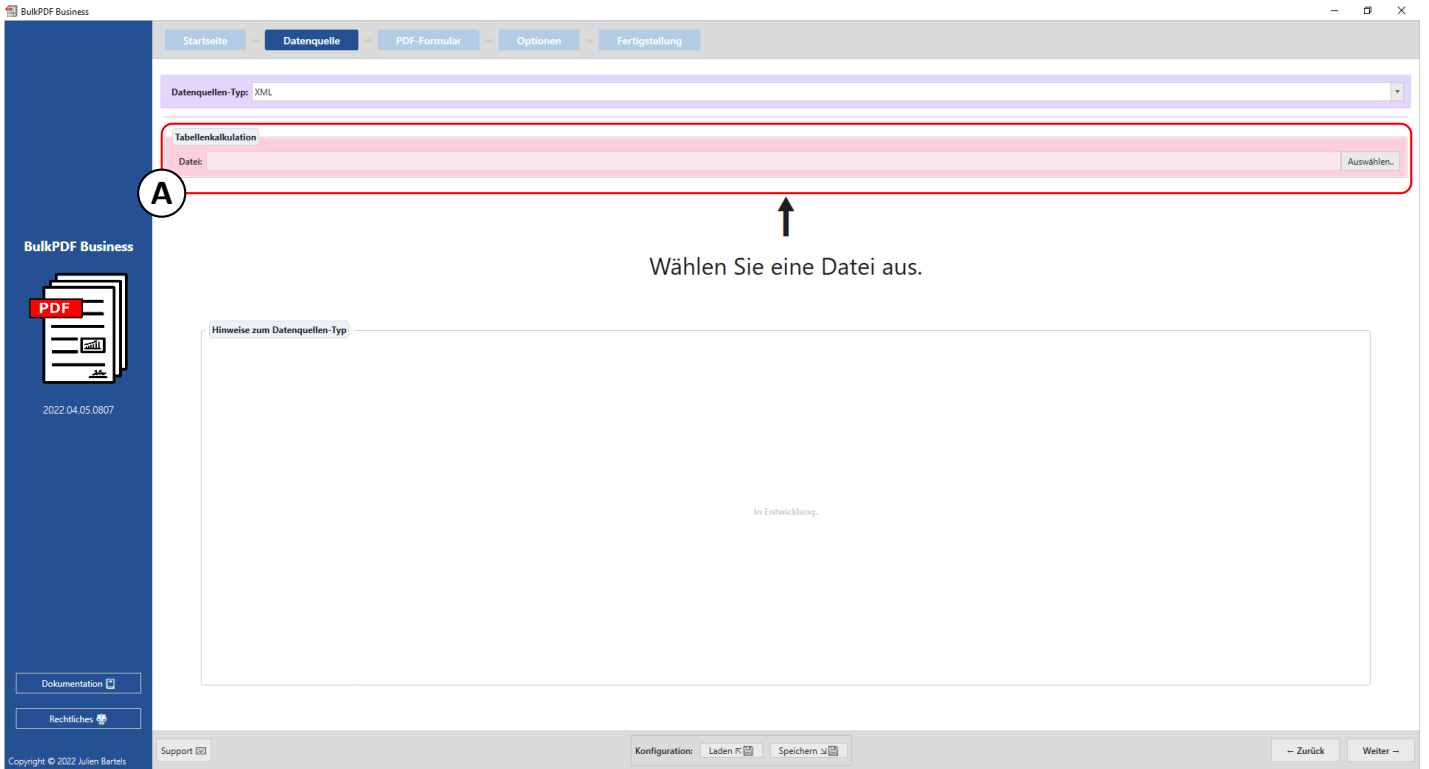 BulkPDF Business
Startseite
Datenquelle
PDF-Formular
Optionen
Fertigstellung
Datenquellen-Typ: XML
Tabellenkalkulation
Datei:
Auswählen..
A
Wählen Sie eine Datei aus.
BulkPDF Business
PDF
2022.04.05.0807
Hinweise zum Datenquellen-Typ
In Entwicklung.
Dokumentation
Rechtliches
Copyright © 2022 Julien Bartels
Support
Konfiguration: Laden Speichern
← Zurück
Weiter →